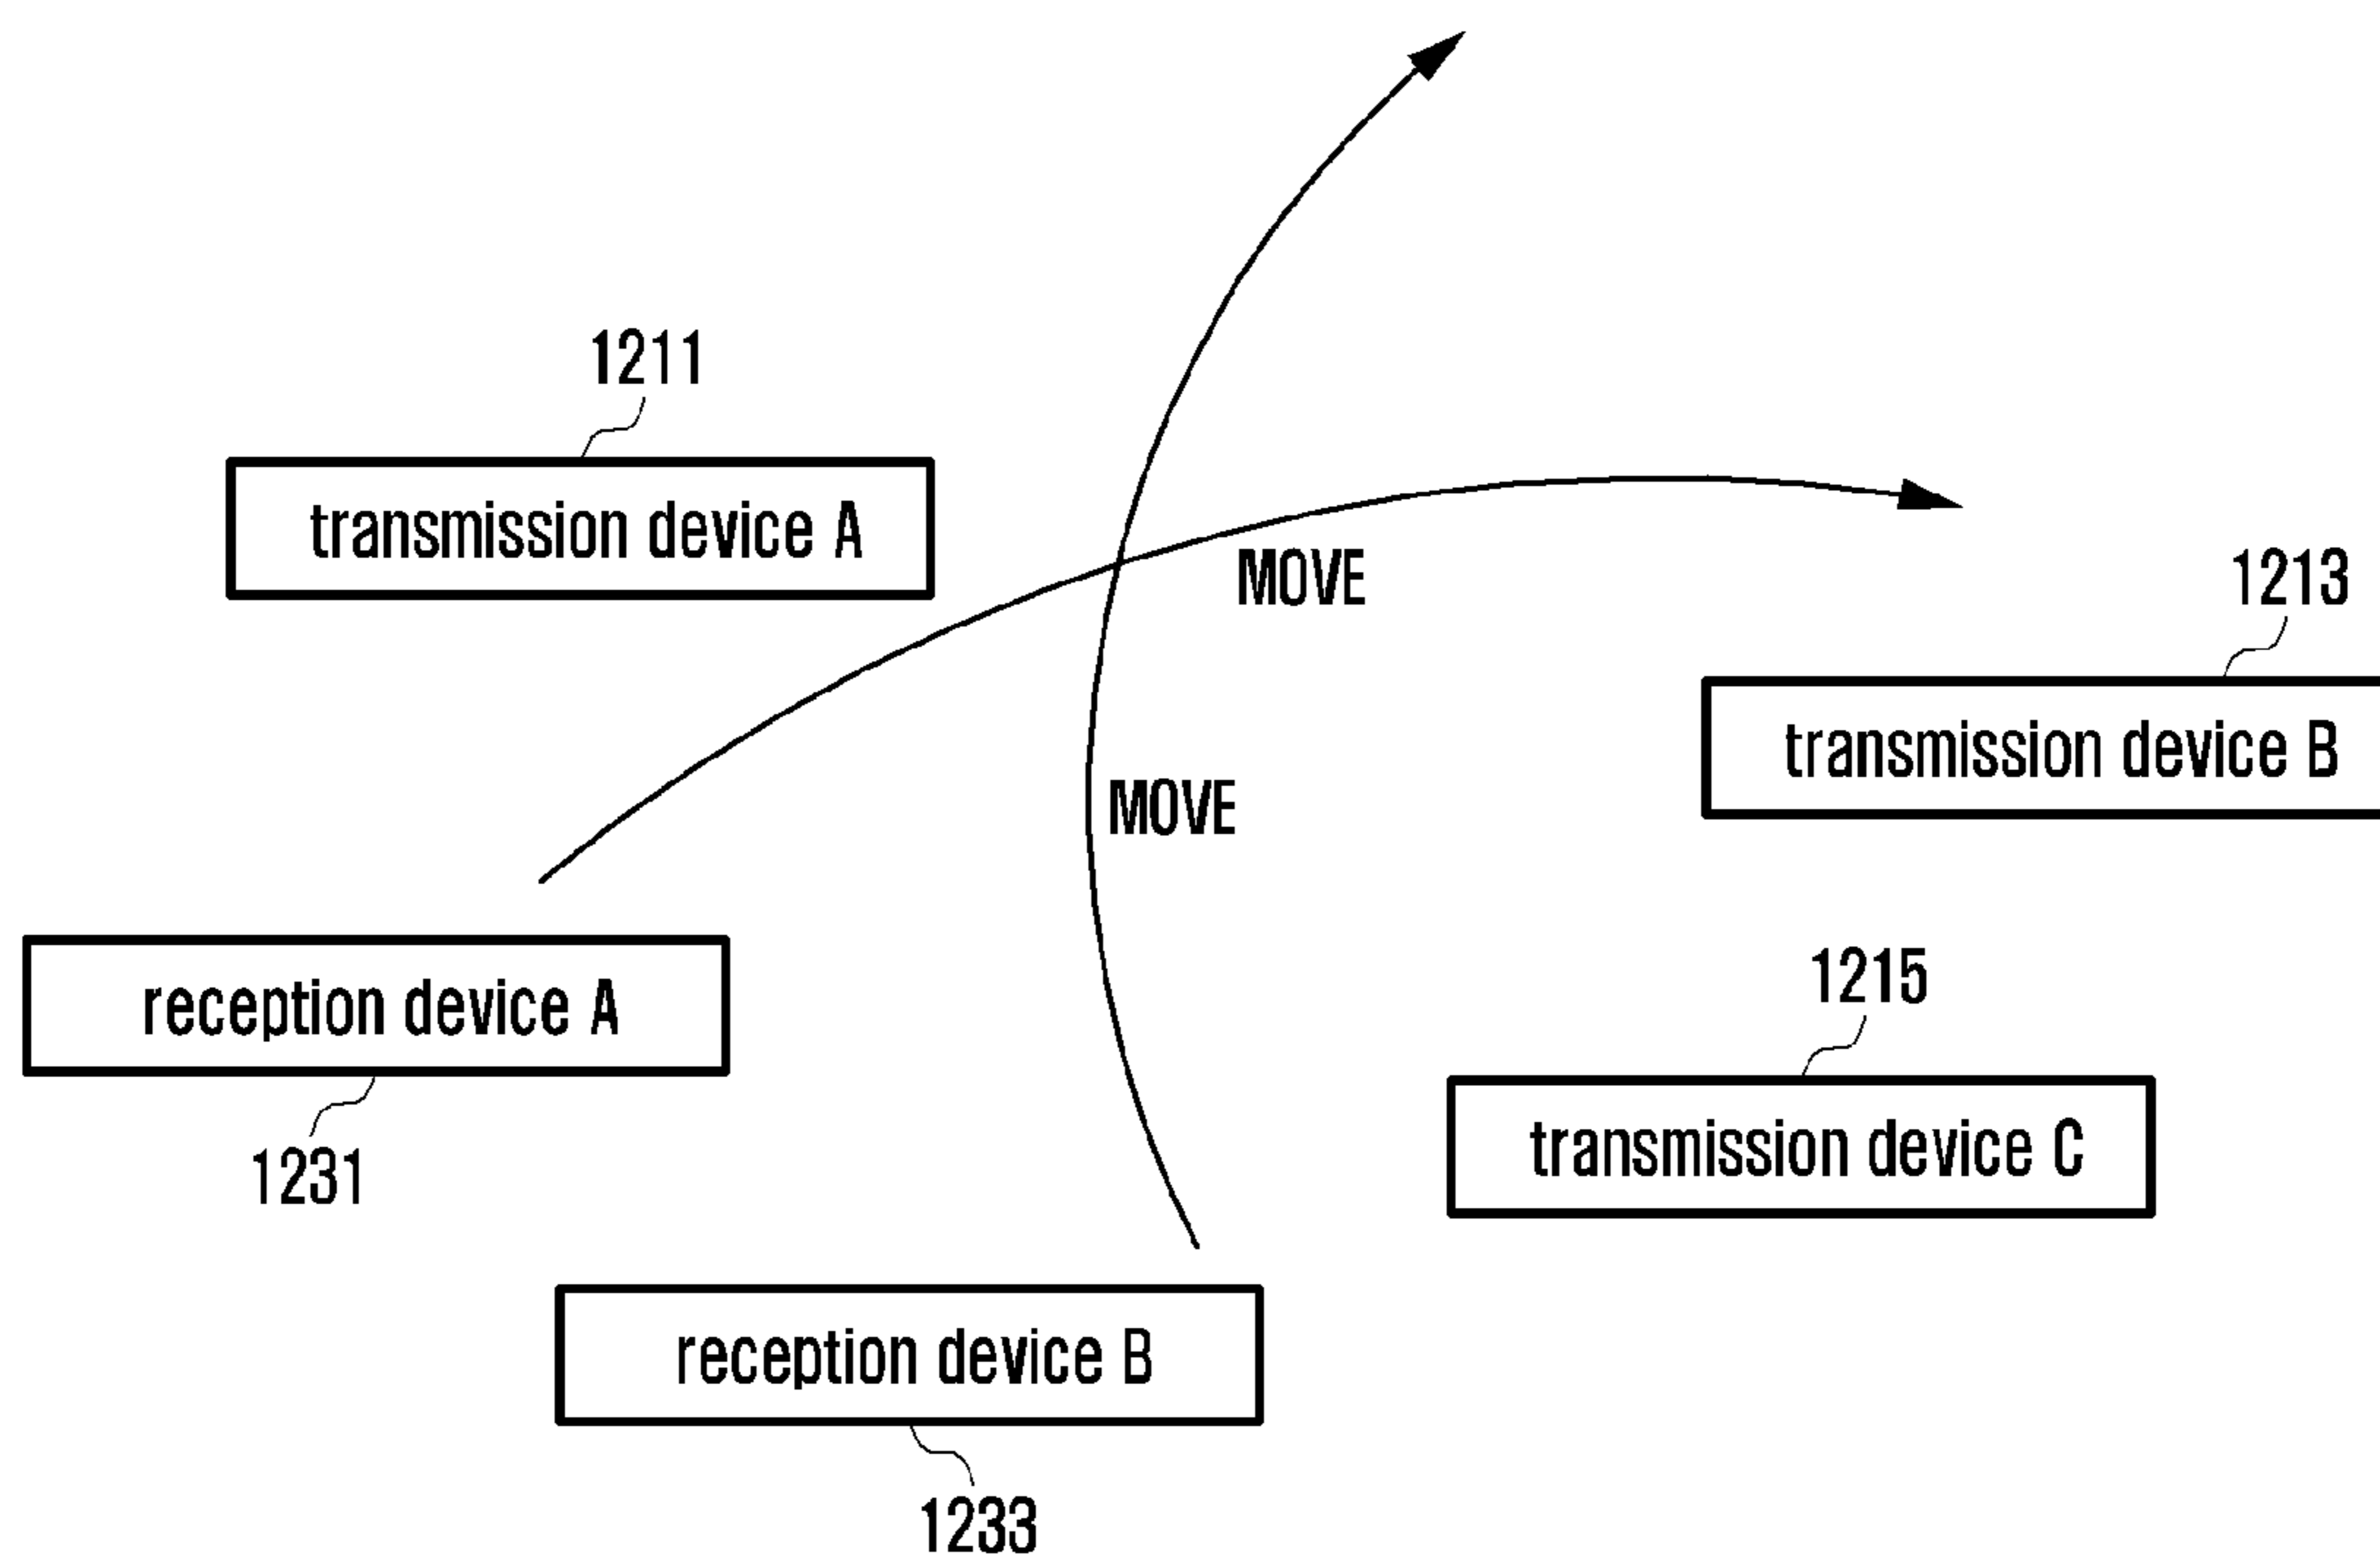 1211
transmission device A
MOVE
1213
transmission device B
MOVE
reception device A
1215
transmission device C
1231
reception device B
1233